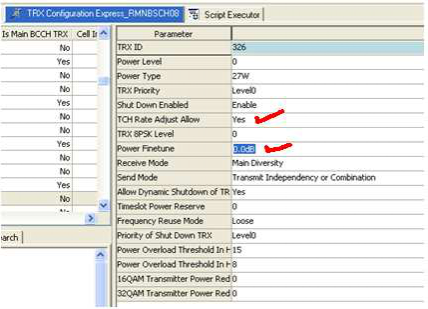 TRX Configuration Express_RMNBSCH08 Script Executor
Is Main BCCH TRX Cell
No
Yes
No
No
No
Yes
No
No
No
No
Yes
No
No
Parameter
TRX ID 326
Power Level 0
Power Type 27W
TRX Priority Level0
Shut Down Enabled Enable
TCH Rate Adjust Allow Yes
TRX 8PSK Level 0
Power Finetune 0.0dB
Receive Mode Main Diversity
Send Mode Transmit Independency or Combination
Allow Dynamic Shutdown of TR Yes
Timeslot Power Reserve 0
Frequency Reuse Mode Loose
Priority of Shut Down TRX Level0
Power Overload Threshold In H 15
Power Overload Threshold In H 8
16QAM Transmitter Power Red 0
32QAM Transmitter Power Red 0
earch